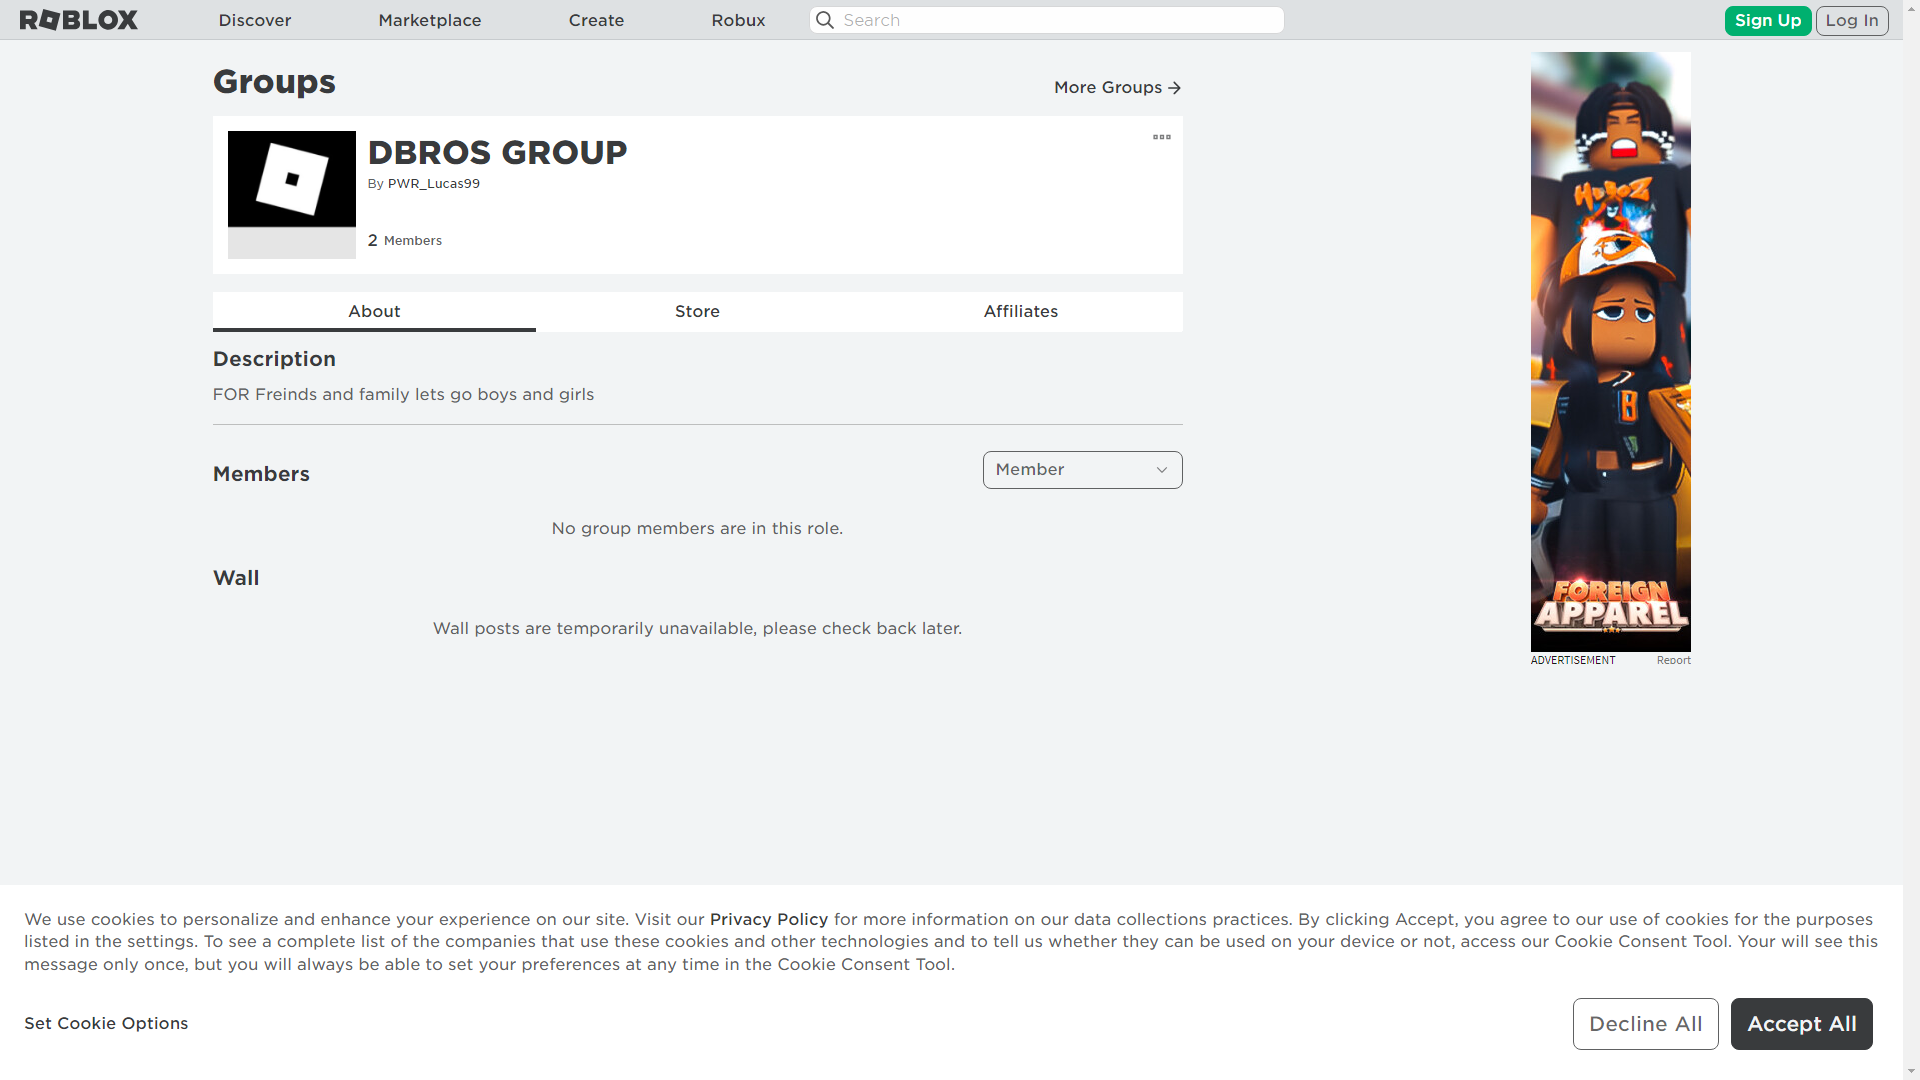 ROBLOX
Discover
Marketplace
Create
Robux
Search
Sign Up
Log In
Groups
More Groups
DBROS GROUP
By PWR_Lucas99
2 Members
About
Store
Affiliates
Description
FOR Freinds and family lets go boys and girls
Members
Member
No group members are in this role.
Wall
Wall posts are temporarily unavailable, please check back later.
FOREIGN
APPAREL
ADVERTISEMENT
Report
We use cookies to personalize and enhance your experience on our site. Visit our Privacy Policy for more information on our data collections practices. By clicking Accept, you agree to our use of cookies for the purposes
listed in the settings. To see a complete list of the companies that use these cookies and other technologies and to tell us whether they can be used on your device or not, access our Cookie Consent Tool. Your will see this
message only once, but you will always be able to set your preferences at any time in the Cookie Consent Tool.
Set Cookie Options
Decline All
Accept All